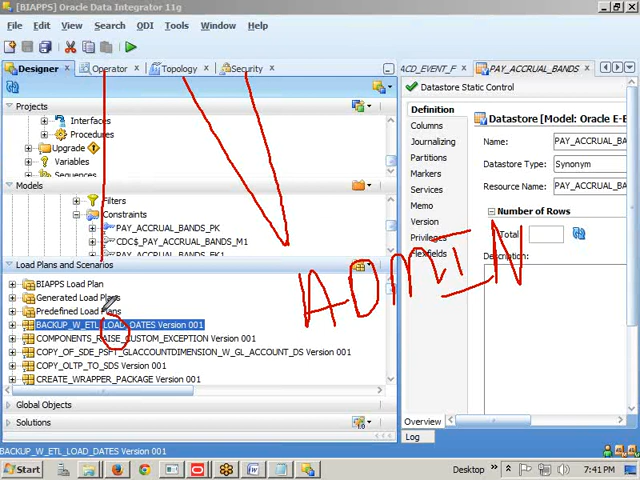 [BIAPPS] Oracle Data Integrator 11g
File Edit View Search ODI Tools Window Help
Designer Operator Topology Security
ACD_EVENT_F PAY_ACCRUAL_BANDS
Datastore Static Control
Projects
Interfaces
Procedures
Upgrade
Variables
Sequences
Models
Filters
Constraints
PAY_ACCRUAL_BANDS_PK
CDC$_PAY_ACCRUAL_BANDS_M1
Load Plans and Scenarios
BIAPPS Load Plan
Generated Load Plans
Predefined Load Plans
BACKUP_W_ETL_LOAD_DATES Version 001
COMPONENTS_RAISE_CUSTOM_EXCEPTION Version 001
COPY_OF_SDE_PSFT_GLACCOUNTDIMENSION_W_GL_ACCOUNT_DS Version 001
COPY_OLTP_TO_SDS Version 001
CREATE_WRAPPER_PACKAGE Version 001
Global Objects
Solutions
Definition
Columns
Journalizing
Partitions
Markers
Services
Memo
Version
Privileges
Flexfields
Datastore [Model: Oracle E-B
Name: PAY_ACCRUAL_BAN
Datastore Type: Synonym
Resource Name: PAY_ACCRUAL_BAN
Number of Rows
Total
ADMIN
Overview
Log
BACKUP_W_ETL_LOAD_DATES Version 001
Start Desktop 7:41 PM